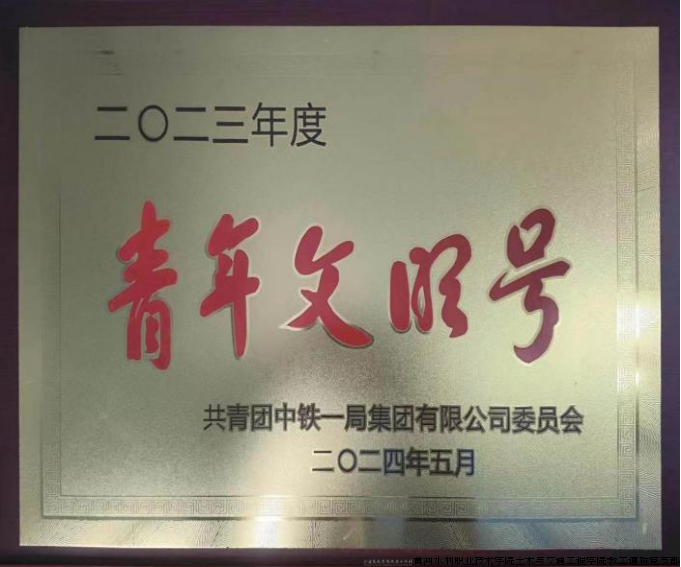 二〇二三年度
青年文明号
共青团中铁一局集团有限公司委员会
二〇二四年五月